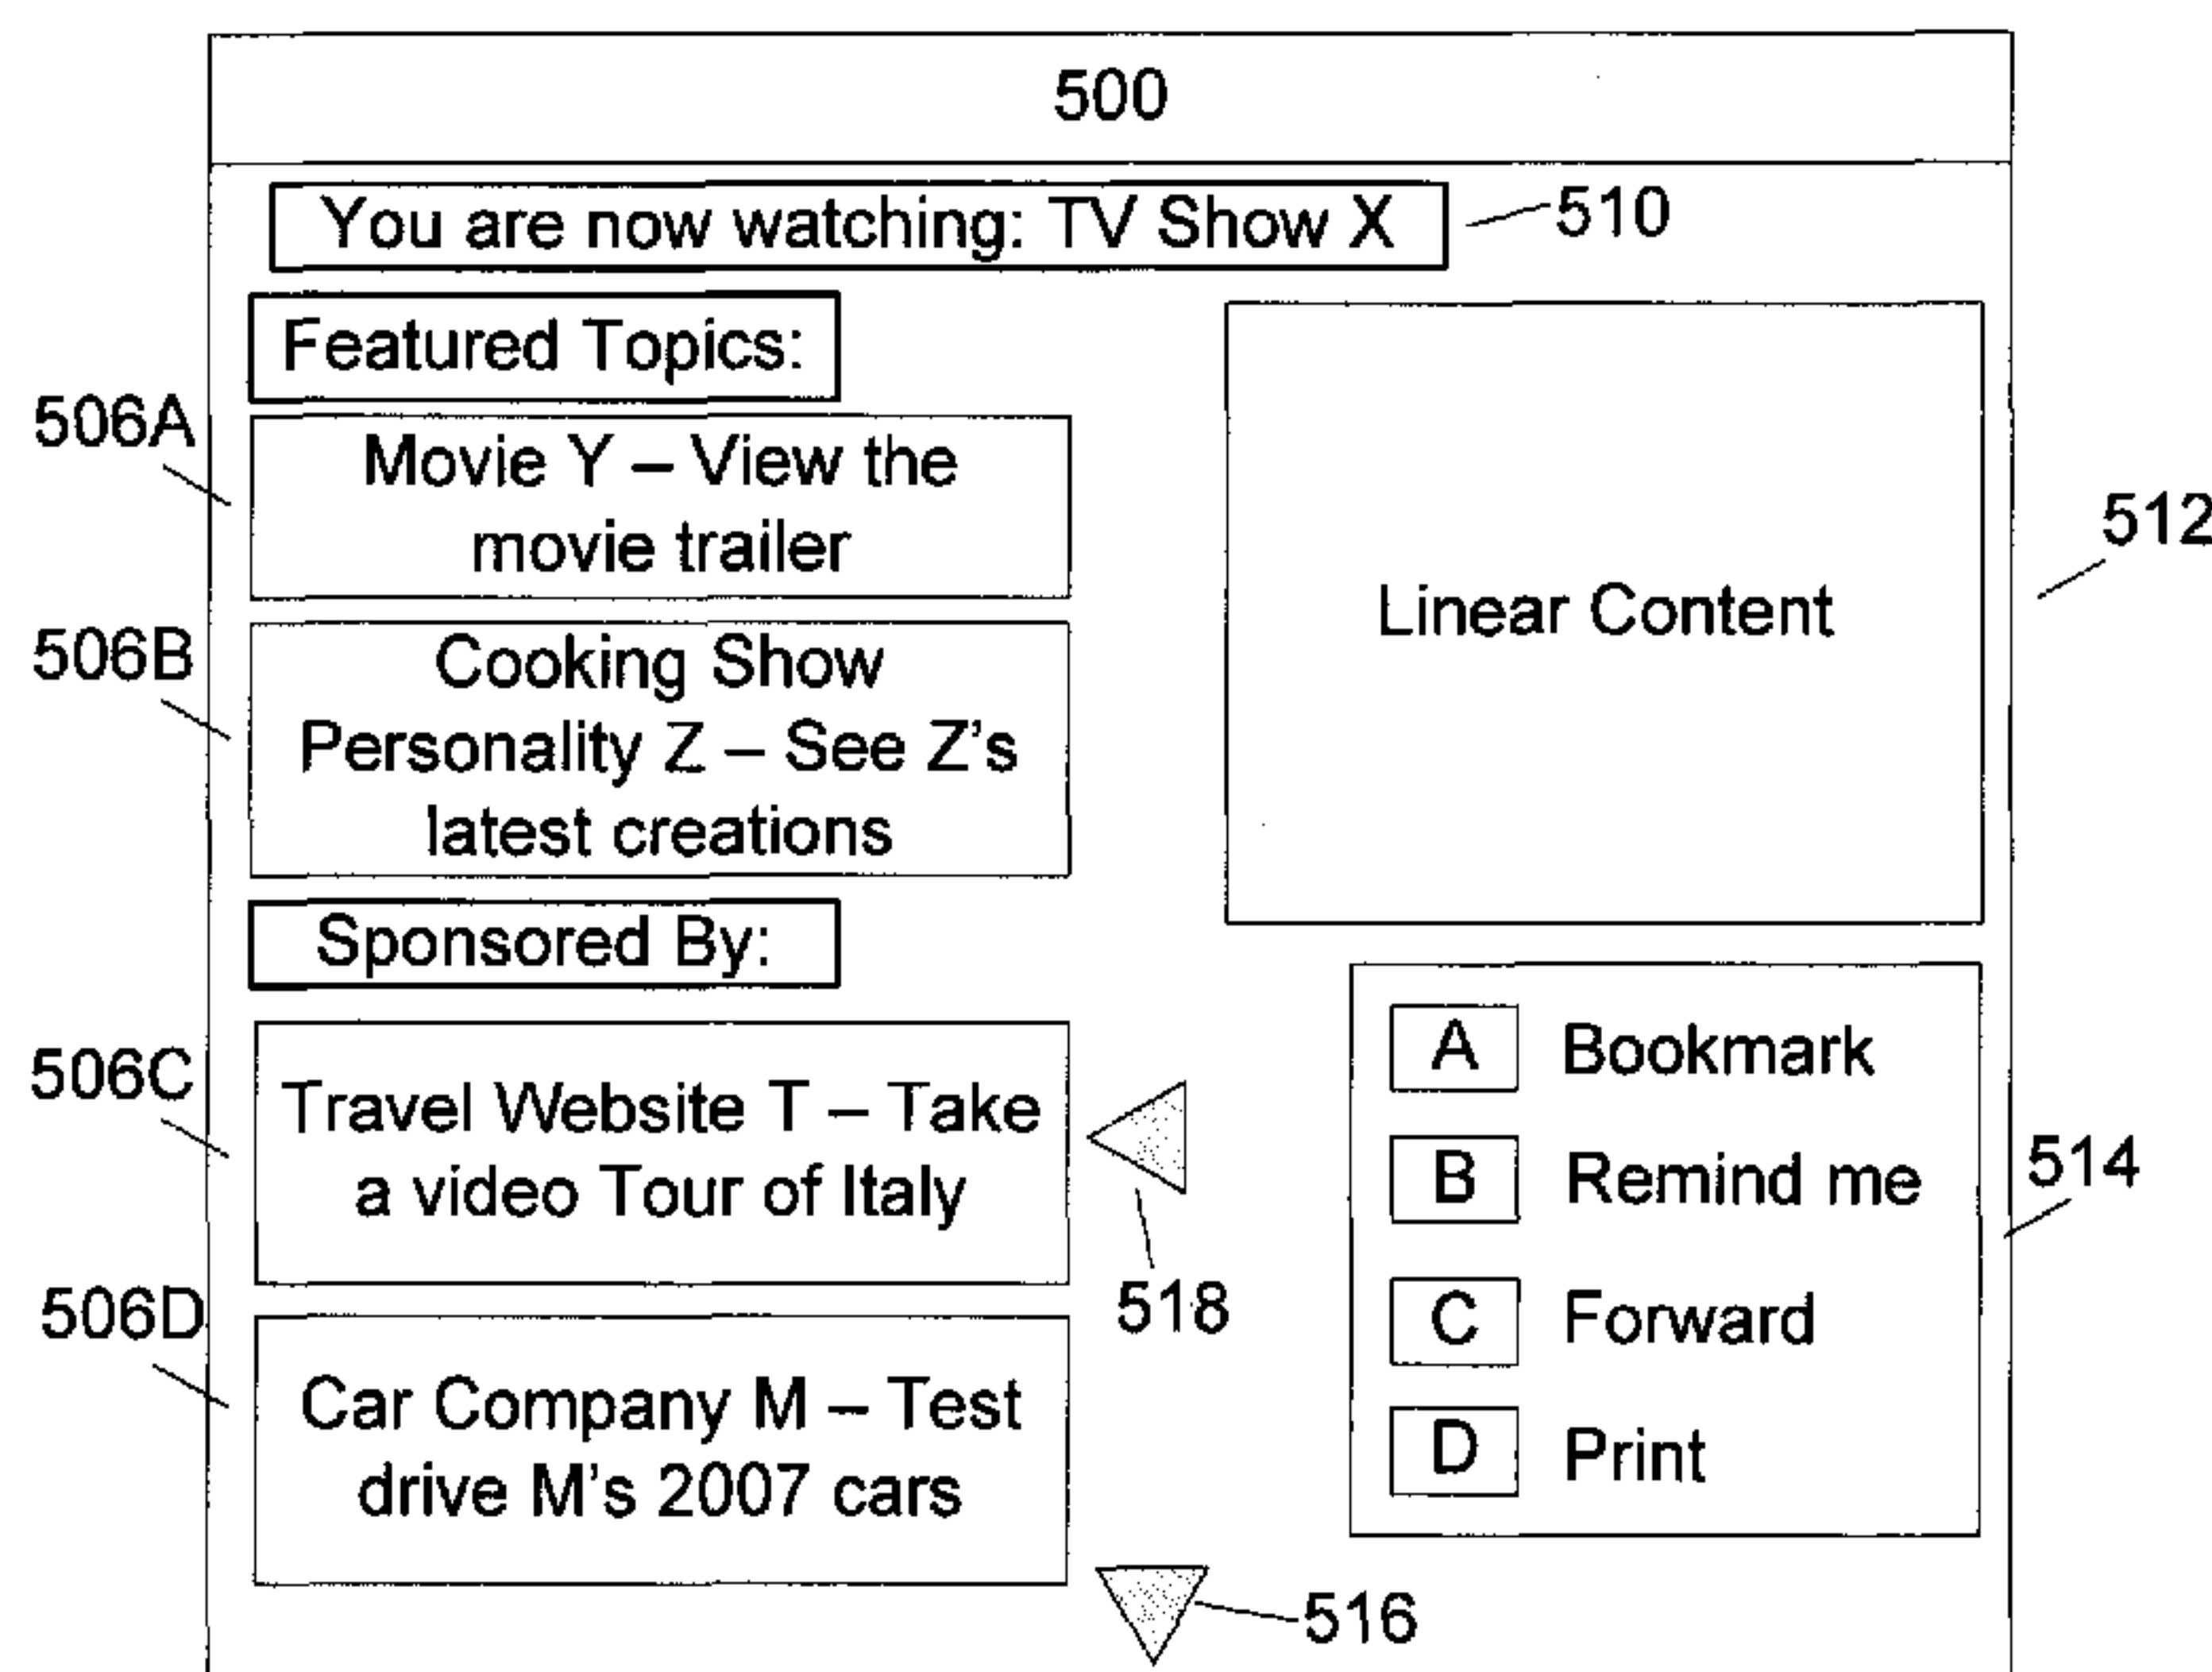 500
You are now watching: TV Show X
510
Featured Topics:
506A
Movie Y – View the
movie trailer
512
Linear Content
506B
Cooking Show
Personality Z – See Z's
latest creations
Sponsored By:
506C
Travel Website T – Take
a video Tour of Italy
518
506D
Car Company M – Test
drive M's 2007 cars
516
A Bookmark
B Remind me
C Forward
D Print
514